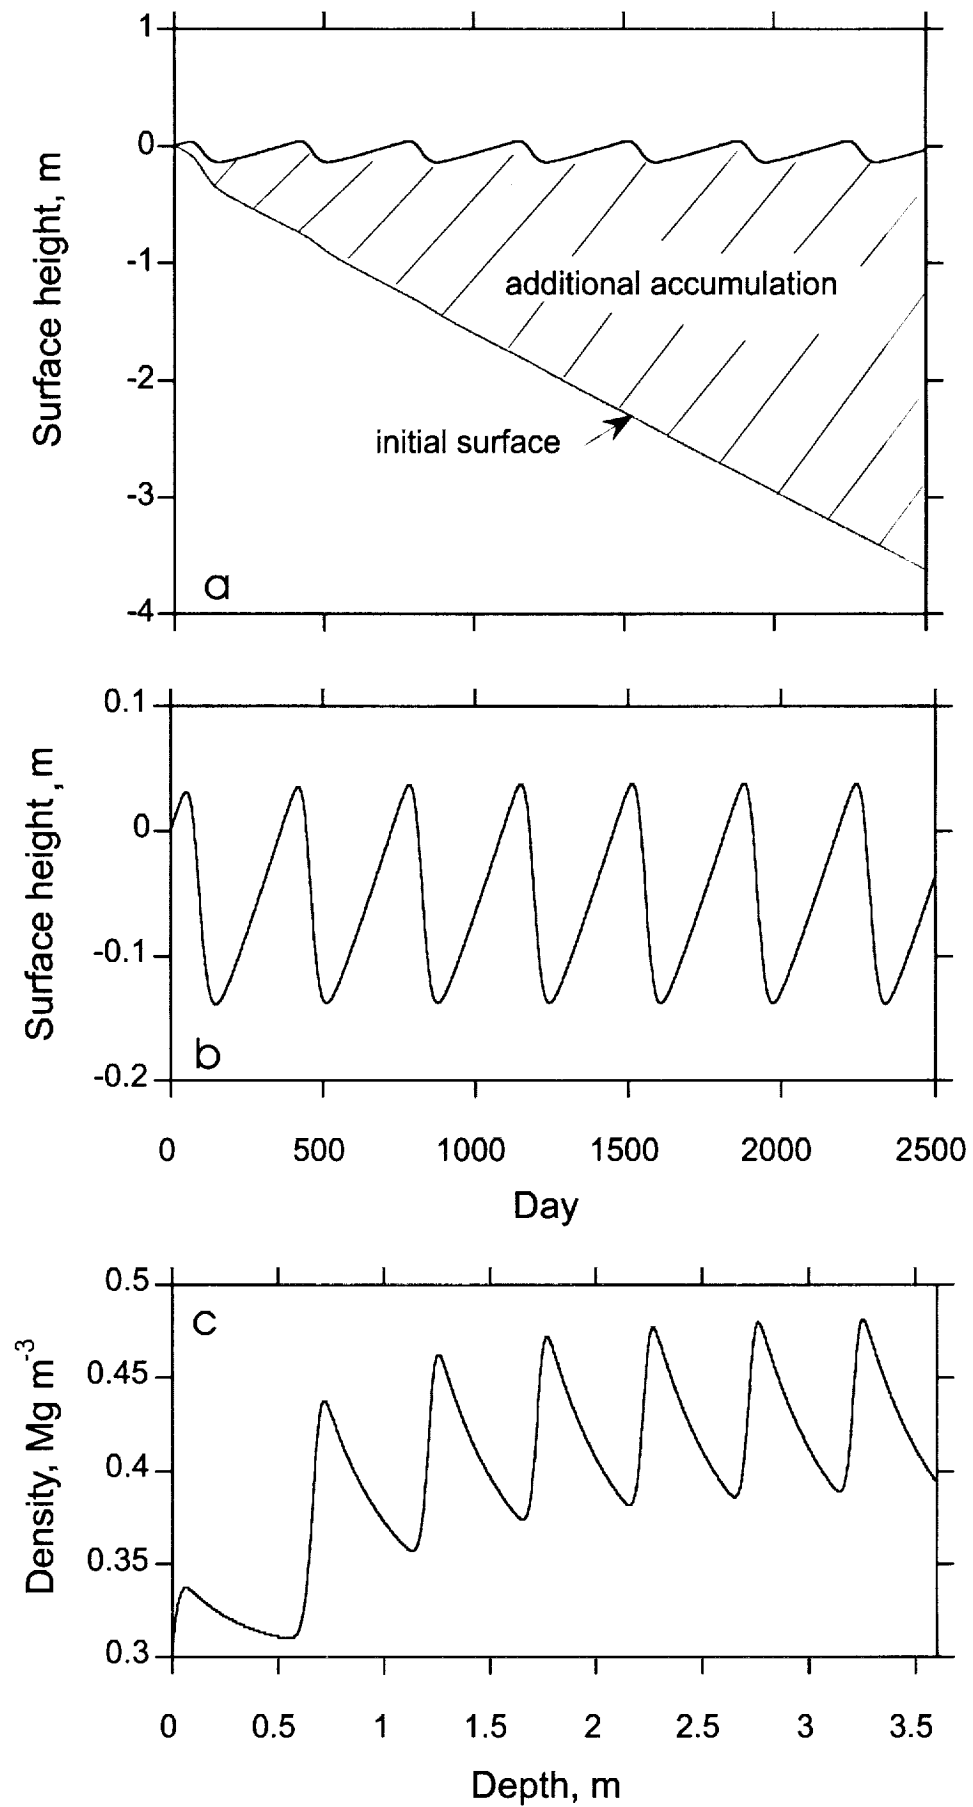 1
0
-1
-2
-3
-4
Surface height, m
additional accumulation
initial surface
a
0.1
0
-0.1
-0.2
Surface height, m
b
0 500 1000 1500 2000 2500
Day
0.5
0.45
0.4
0.35
0.3
Density, Mg m-3
c
0 0.5 1 1.5 2 2.5 3 3.5
Depth, m